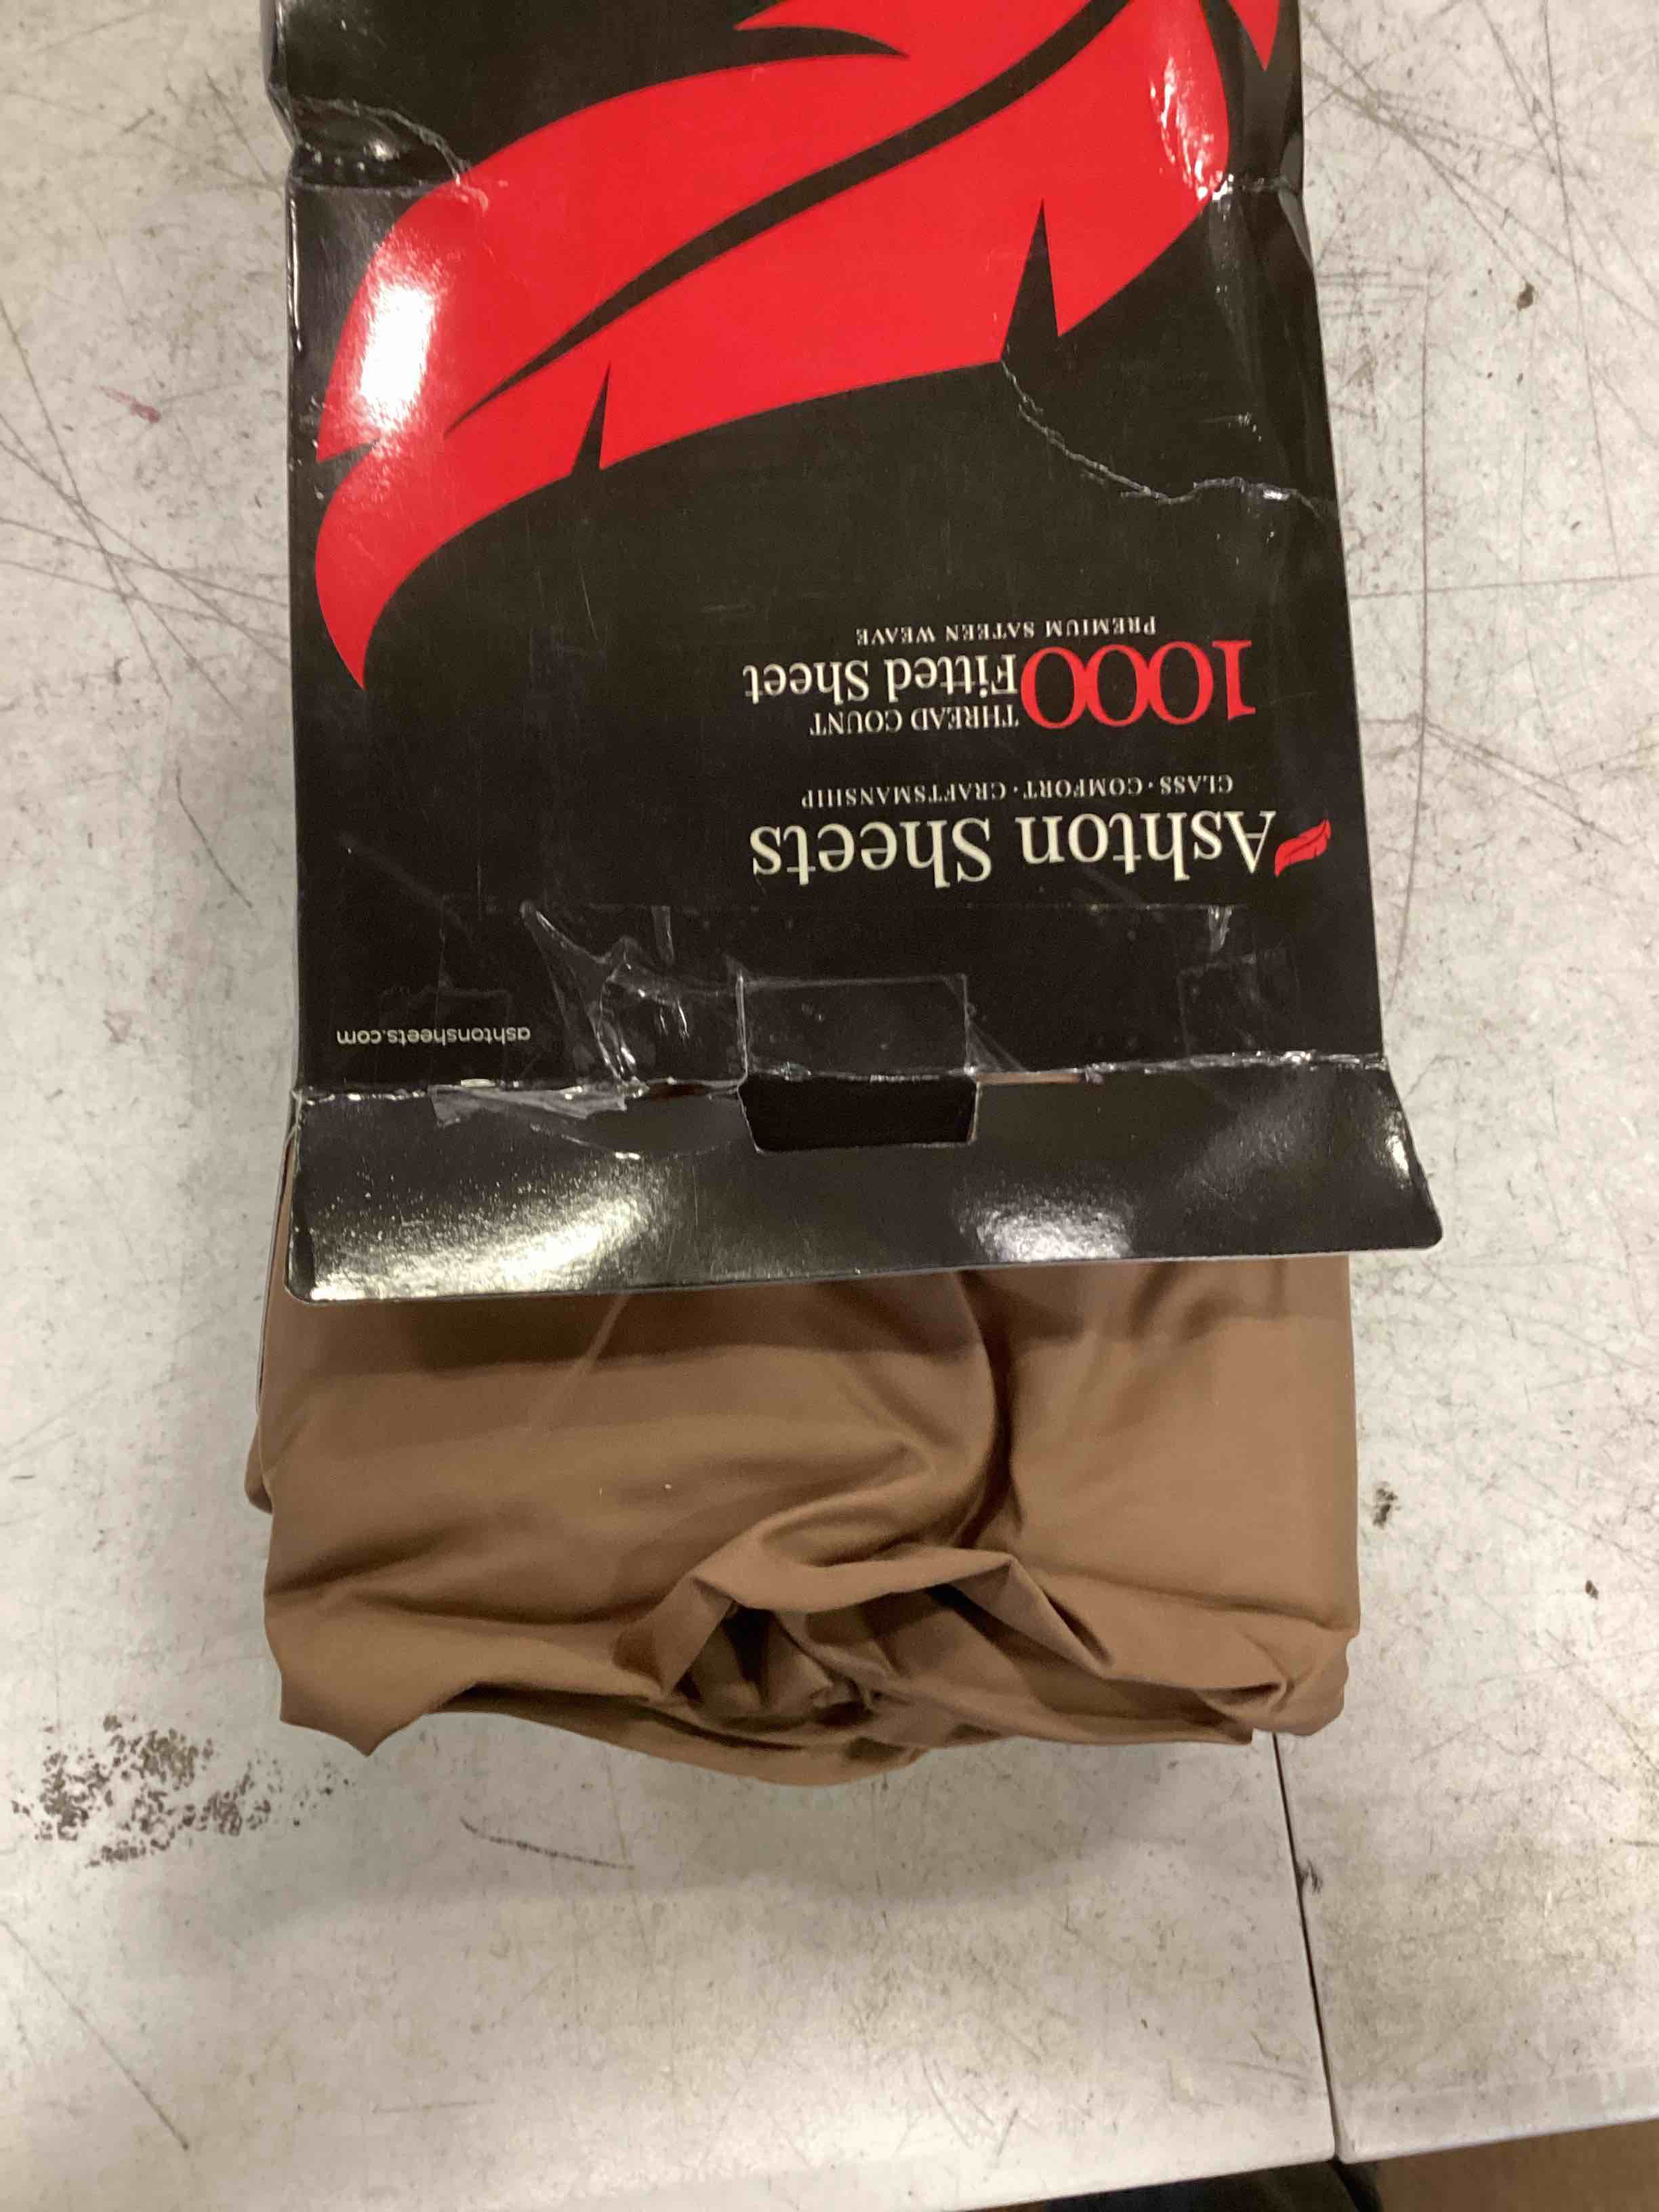 ashtonsheets.com
Ashton Sheets
CLASS · COMFORT · CRAFTSMANSHIP
1000 THREAD COUNT
Fitted Sheet
PREMIUM SATEEN WEAVE